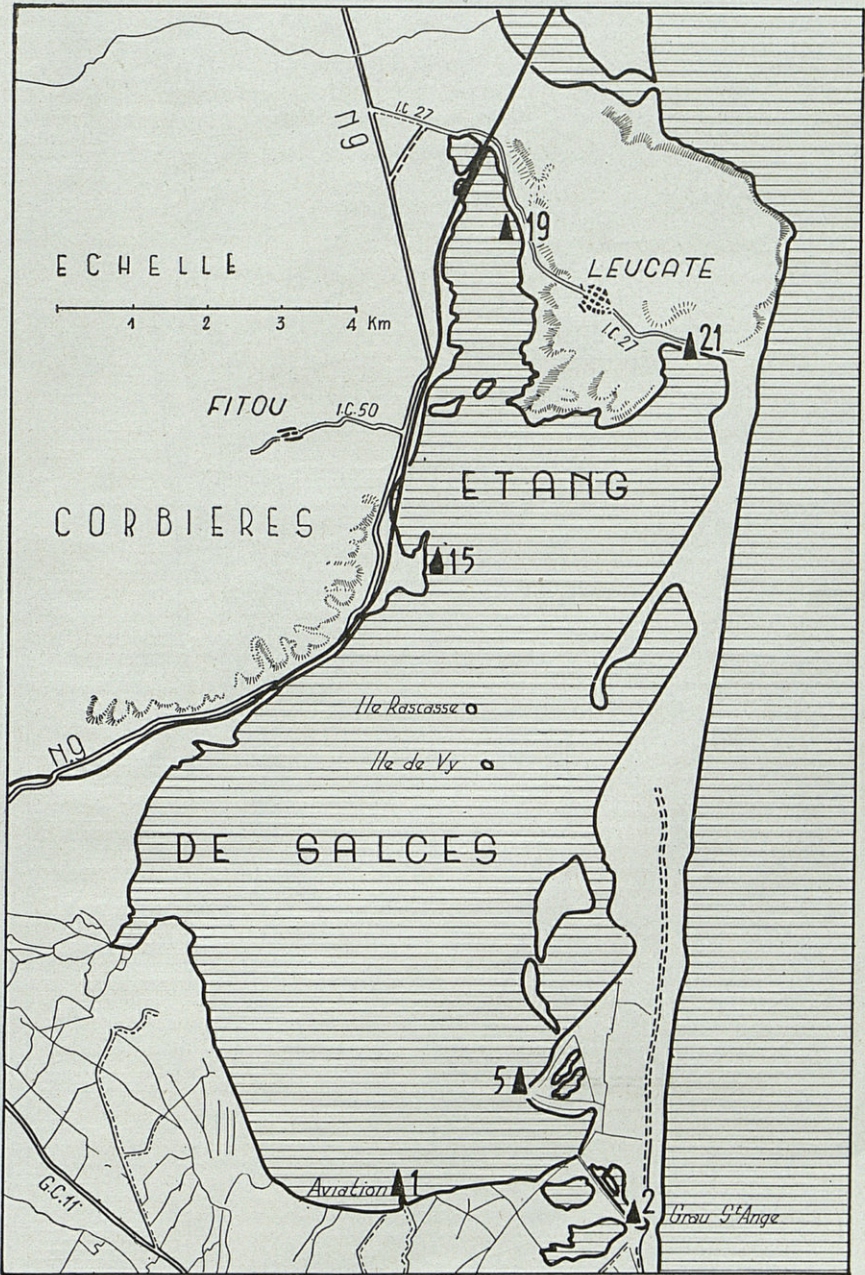 I.C 27
N9
19
ECHELLE
LEUCATE
1 2 3 4 Km
I.C.27
21
FITOU
I.C.50
ETANG
CORBIERES
15
Ile Rascasse
N.9
Ile de Vy
DE SALCES
5
Aviation 1
G.C.11
2 Grau St Ange